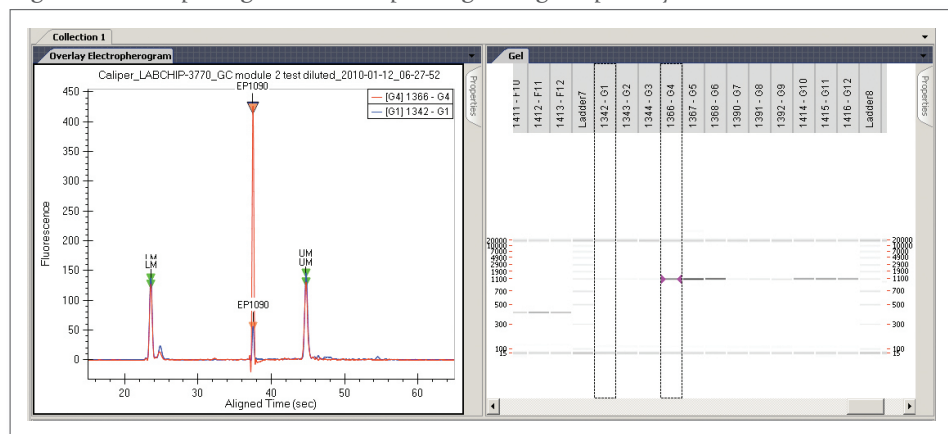 Collection 1
Overlay Electropherogram
Properties
Caliper_LABCHIP-3770_GC module 2 test diluted_2010-01-12_06-27-52
EP1090
[G4] 1366 - G4
[G1] 1342 - G1
450
400
350
300
250
200
150
100
50
0
Fluorescence
LM
LM
EP1090
UM
UM
20
30
40
50
60
Aligned Time (sec)
Gel
Properties
1411 - F10
1412 - F11
1413 - F12
Ladder7
1342 - G1
1343 - G2
1344 - G3
1366 - G4
1367 - G5
1368 - G6
1390 - G7
1391 - G8
1392 - G9
1414 - G10
1415 - G11
1416 - G12
Ladder8
20000
10000
7000
4900
2900
1100
700
500
300
100
15
20000
10000
7000
4900
2900
1100
700
500
300
100
15